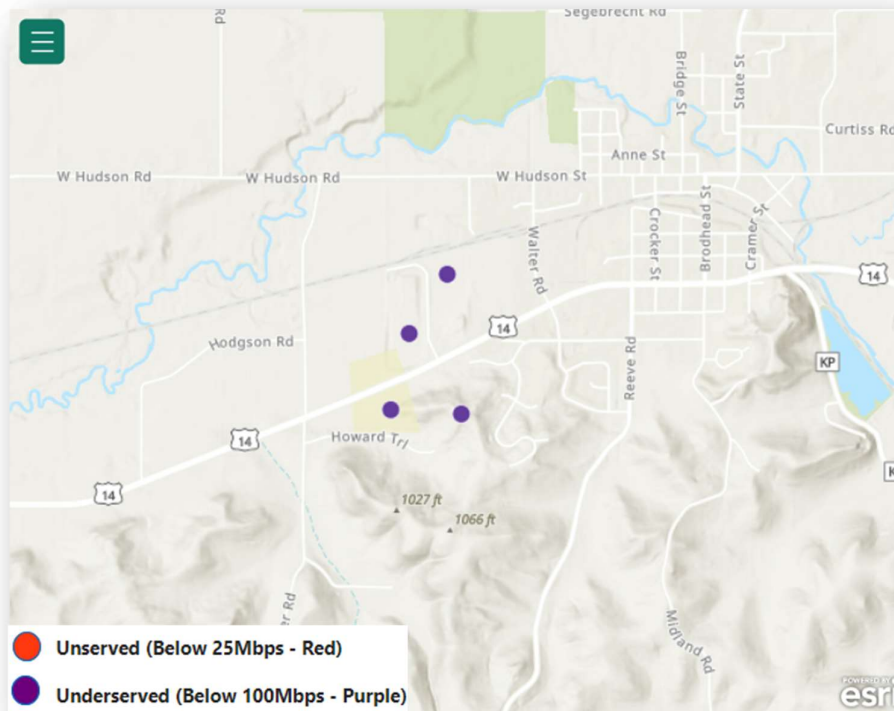 Rd
Segebrecht Rd
Bridge St
State St
Curtiss Rd
Anne St
W Hudson Rd
W Hudson Rd
W Hudson St
Walter Rd
Crocker St
Brodhead St
Cramer St
14
14
Hodgson Rd
Reeve Rd
KP
14
Howard Trl
14
1027 ft
1066 ft
Midland Rd
Unserved (Below 25Mbps - Red)
Underserved (Below 100Mbps - Purple)
POWERED BY
esri